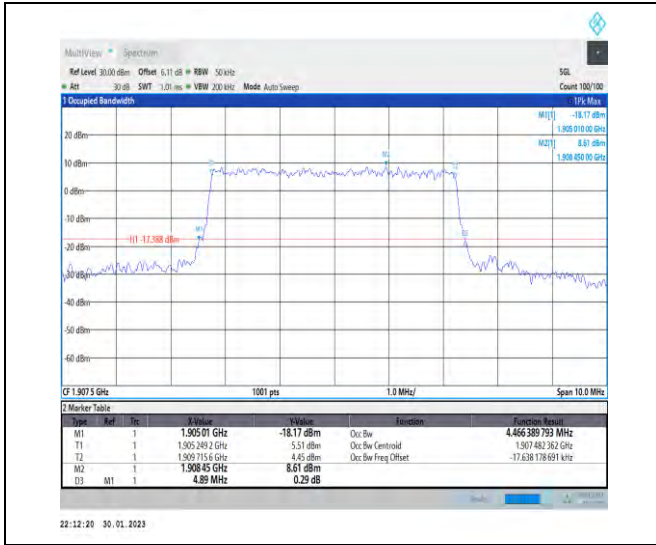 MultiView Spectrum
Ref Level 30.00 dBm Offset 6.11 dB RBW 50 kHz SGL
Att 30 dB SWT 1.01 ms VBW 200 kHz Mode Auto Sweep Count 100/100
1 Occupied Bandwidth 1Pk Max
M1[1] -18.17 dBm
1.905 010 00 GHz
20 dBm
M2[1] 8.61 dBm
1.908 450 00 GHz
M2
10 dBm
0 dBm
-10 dBm
M1
H1 -17.388 dBm
-20 dBm
-30 dBm
-40 dBm
-50 dBm
-60 dBm
CF 1.907 5 GHz 1001 pts 1.0 MHz/ Span 10.0 MHz
2 Marker Table
Type Ref Trc X-Value Y-Value Function Function Result
M1 1 1.905 01 GHz -18.17 dBm Occ Bw 4.466 389 793 MHz
T1 1 1.905 249 2 GHz 5.51 dBm Occ Bw Centroid 1.907 482 362 GHz
T2 1 1.909 715 6 GHz 4.45 dBm Occ Bw Freq Offset -17.638 178 691 kHz
M2 1 1.908 45 GHz 8.61 dBm
D3 M1 1 4.89 MHz 0.29 dB
22:12:20 30.01.2023